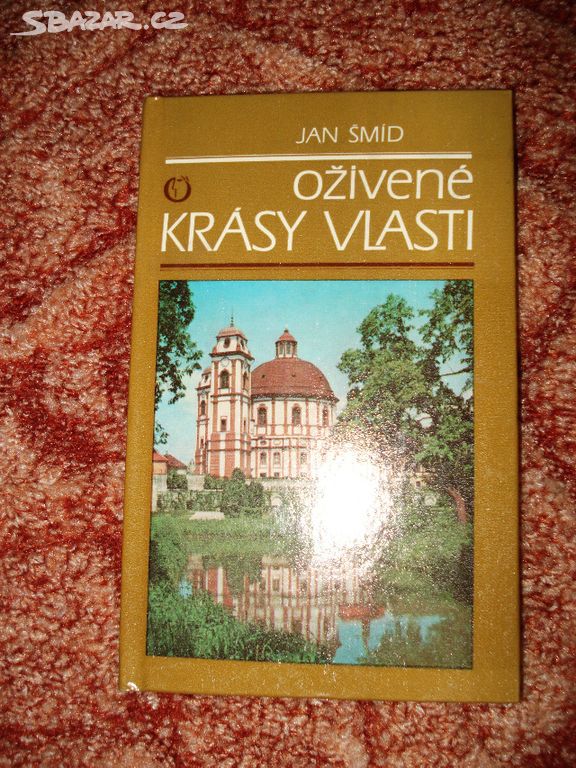 SBAZAR.CZ
JAN ŠMÍD
oživené
KRÁSY VLASTI